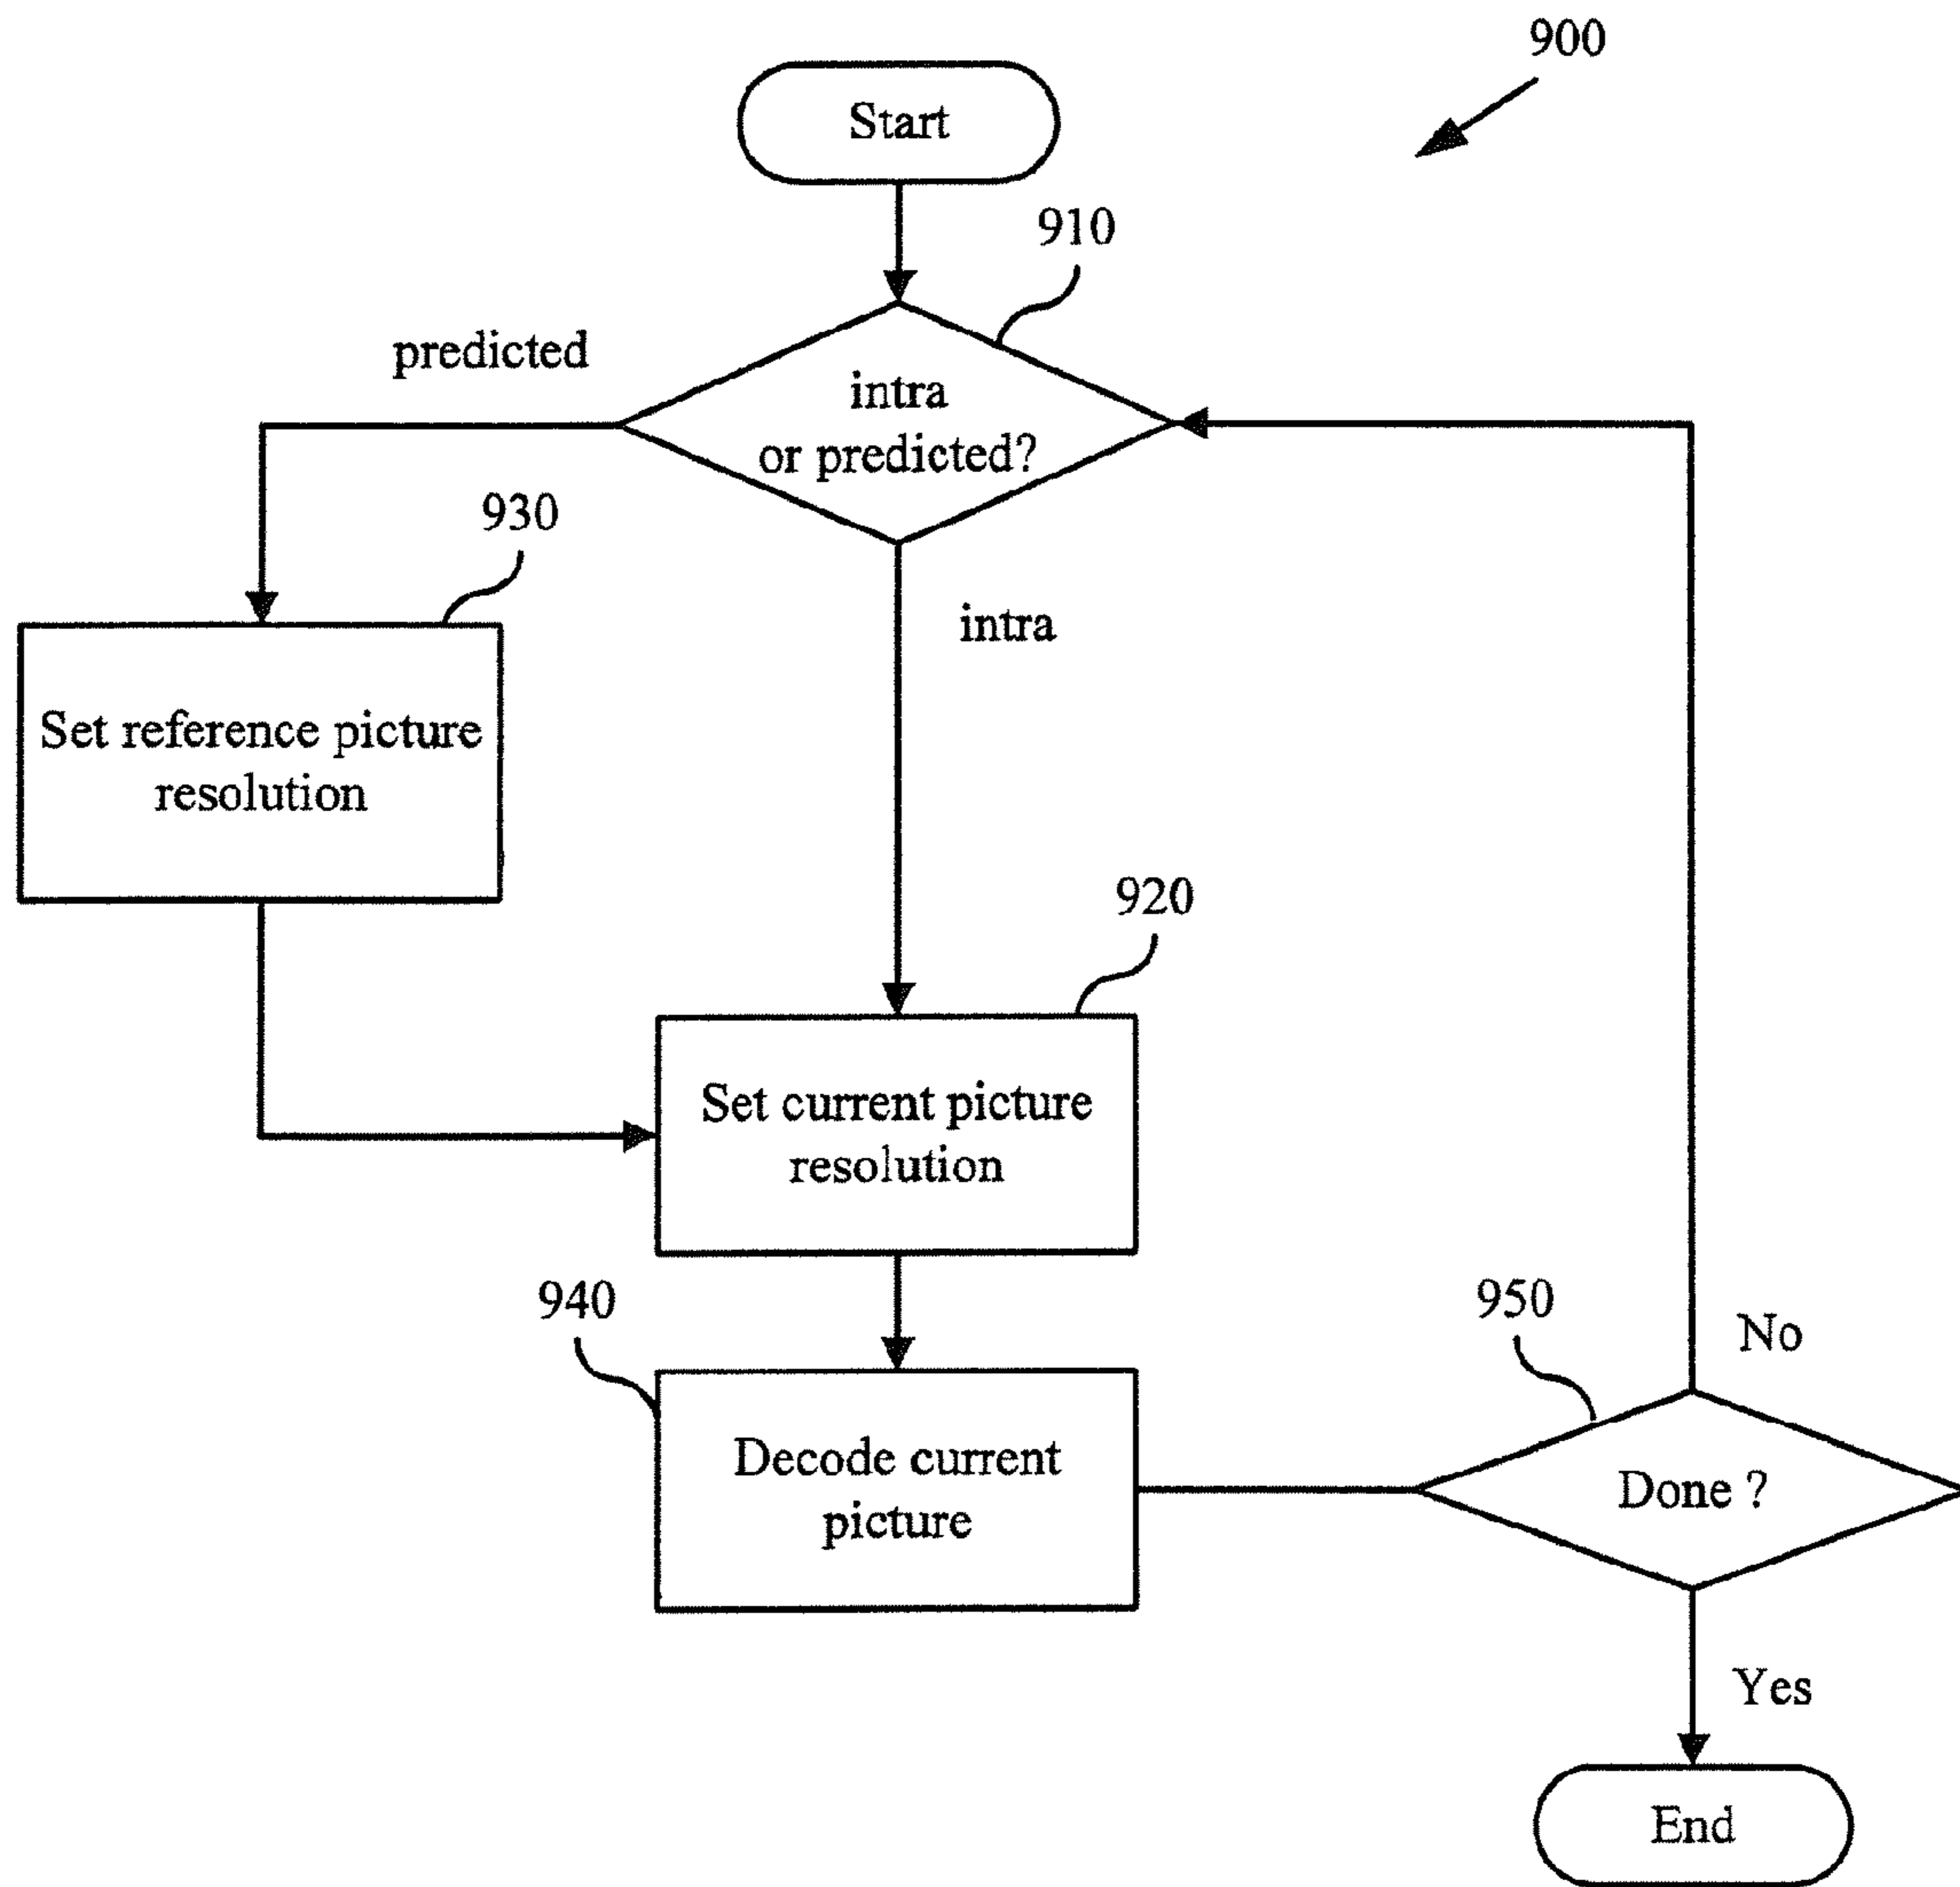 900
Start
910
predicted
intra
or predicted?
930
intra
Set reference picture
resolution
920
Set current picture
resolution
940
950
No
Decode current
picture
Done ?
Yes
End